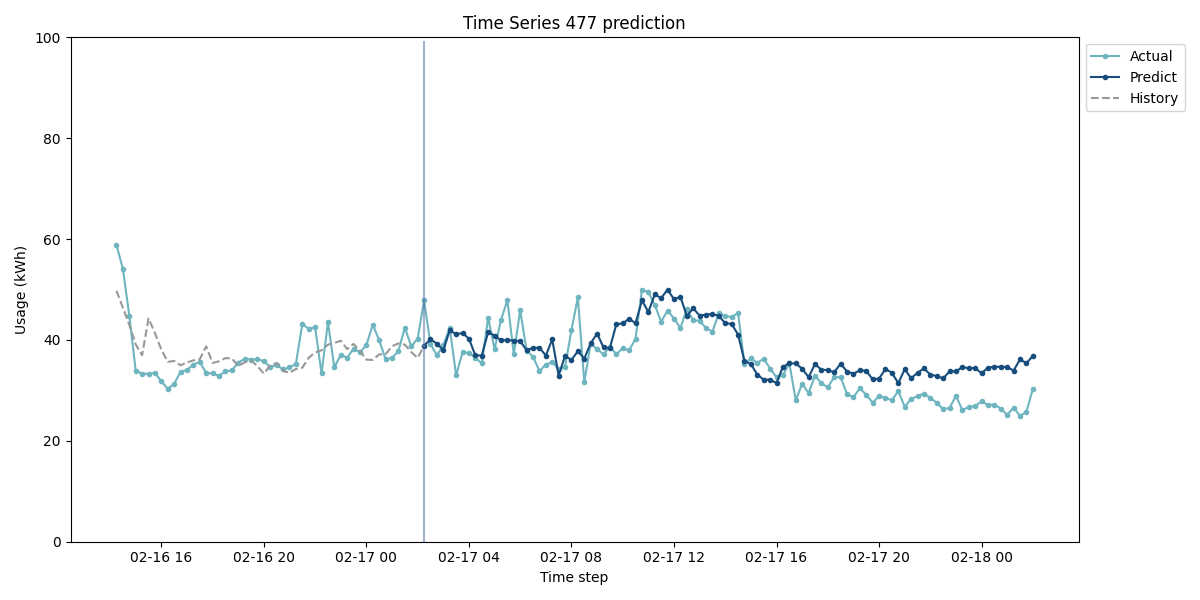 Time Series 477 prediction
Usage (kWh)
100
80
60
40
20
0
02-16 16
02-16 20
02-17 00
02-17 04
02-17 08
02-17 12
02-17 16
02-17 20
02-18 00
Time step
Actual
Predict
History